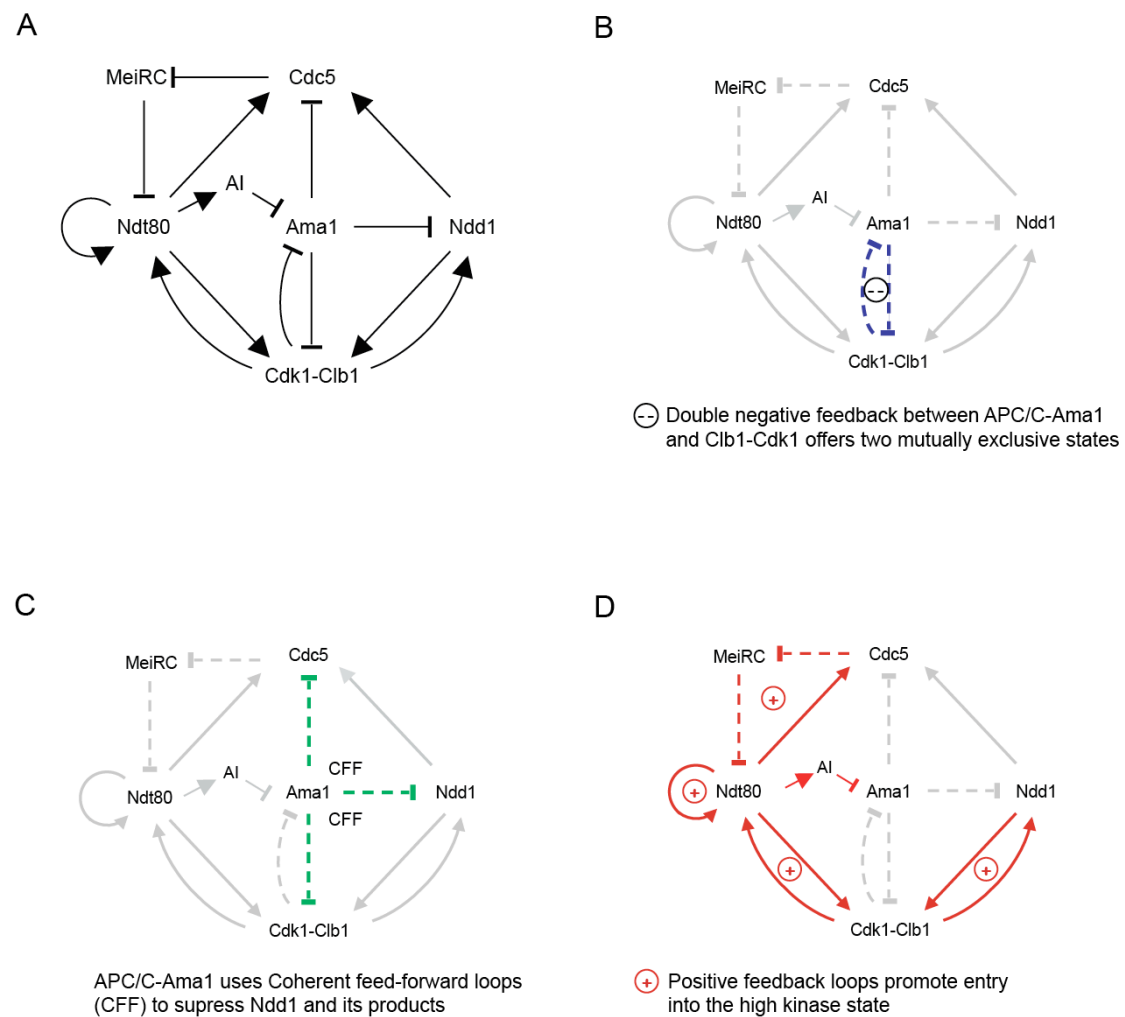 A
MeiRC
Cdc5
AI
Ndt80
Ama1
Ndd1
Cdk1-Clb1
B
MeiRC
Cdc5
AI
Ndt80
Ama1
Ndd1
--
Cdk1-Clb1
-- Double negative feedback between APC/C-Ama1
and Clb1-Cdk1 offers two mutually exclusive states
C
MeiRC
Cdc5
AI
CFF
Ndt80
Ama1
Ndd1
CFF
Cdk1-Clb1
APC/C-Ama1 uses Coherent feed-forward loops
(CFF) to supress Ndd1 and its products
D
MeiRC
Cdc5
+
AI
+
Ndt80
Ama1
Ndd1
+
+
Cdk1-Clb1
+ Positive feedback loops promote entry
into the high kinase state